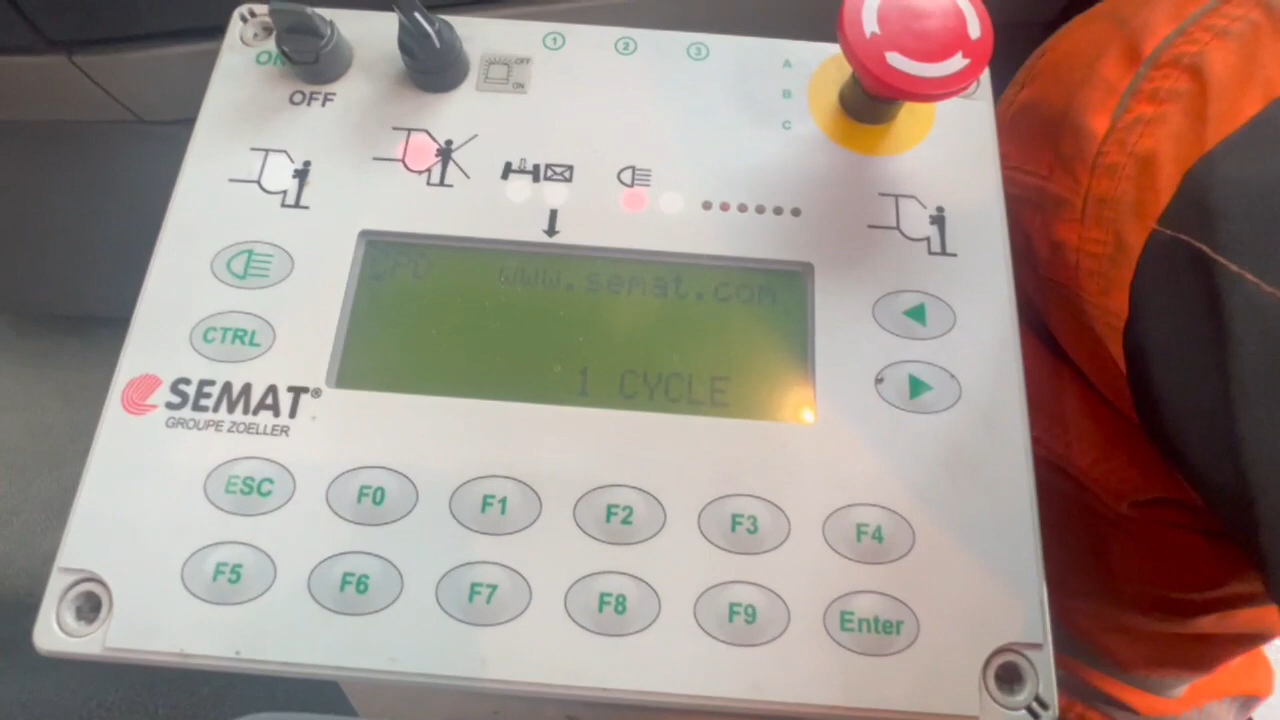 ON
OFF
OFF
ON
1 2 3
A
B
C
www.semat.com
1 CYCLE
CTRL
SEMAT®
GROUPE ZOELLER
ESC F0 F1 F2 F3 F4
F5 F6 F7 F8 F9 Enter